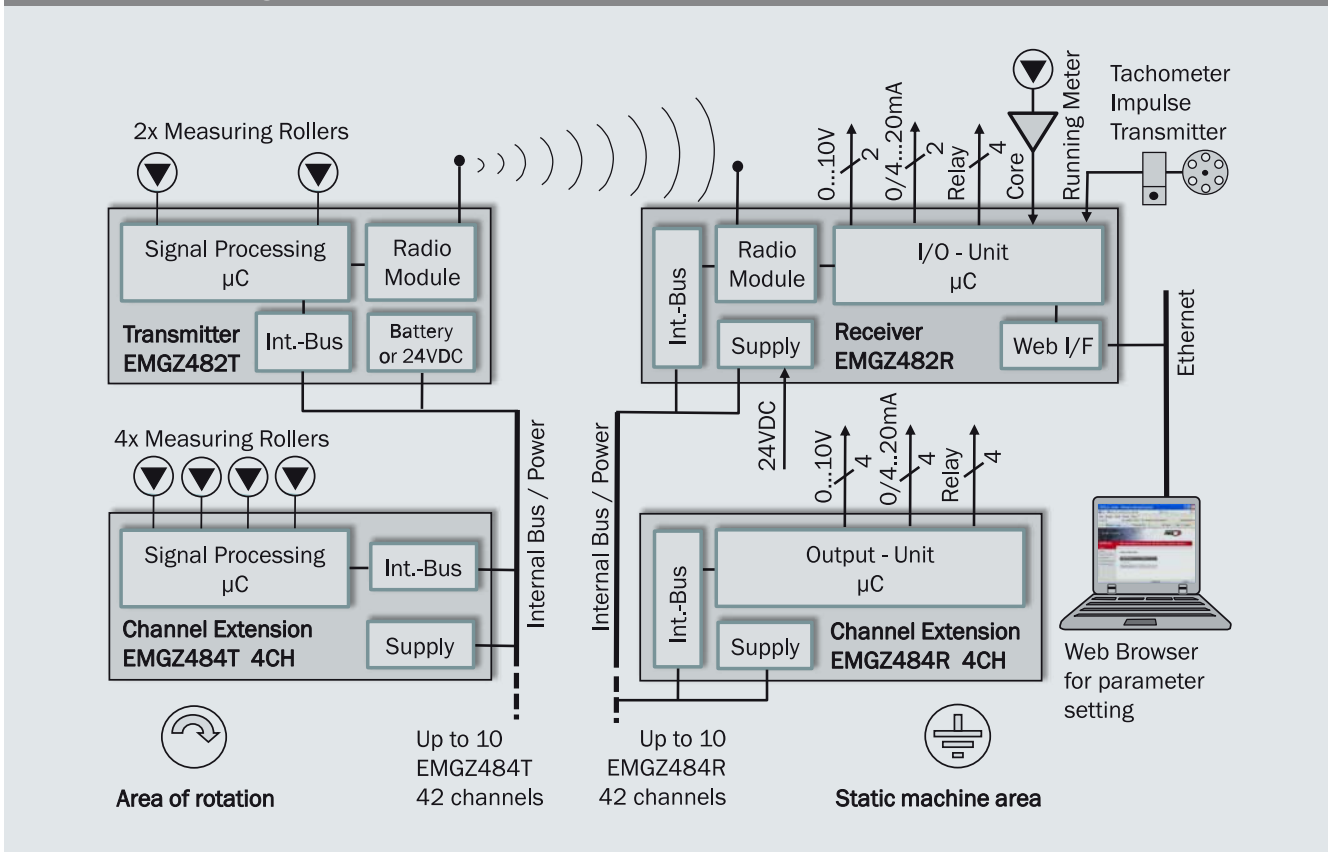 2x Measuring Rollers
Signal Processing
µC
Radio
Module
Transmitter
EMGZ482T
Int.-Bus
Battery
or 24VDC
4x Measuring Rollers
Signal Processing
µC
Int.-Bus
Channel Extension
EMGZ484T 4CH
Supply
Internal Bus / Power
Area of rotation
Up to 10
EMGZ484T
42 channels
0...10V
2
0/4...20mA
2
Relay
4
Core
Running Meter
Tachometer
Impulse
Transmitter
Int.-Bus
Radio
Module
I/O - Unit
µC
Supply
Receiver
EMGZ482R
Web I/F
Ethernet
24VDC
Internal Bus / Power
0...10V
4
0/4..20mA
4
Relay
4
Int.-Bus
Output - Unit
µC
Supply
Channel Extension
EMGZ484R 4CH
Up to 10
EMGZ484R
42 channels
Static machine area
Web Browser
for parameter
setting